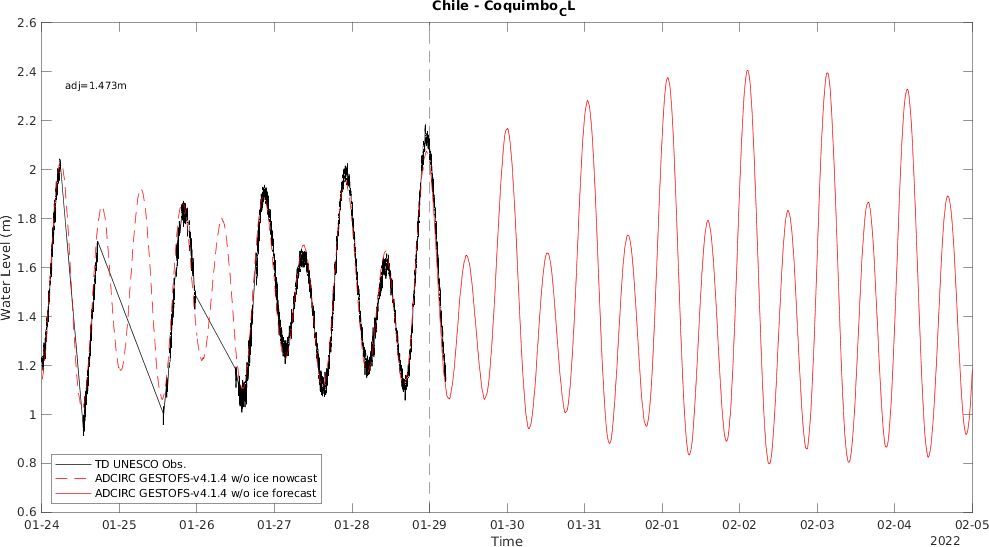 Chile - Coquimbo_CL
2.6
2.4
adj=1.473m
2.2
2
1.8
1.6
Water Level (m)
1.4
1.2
1
0.8
0.6
TD UNESCO Obs.
ADCIRC GESTOFS-v4.1.4 w/o ice nowcast
ADCIRC GESTOFS-v4.1.4 w/o ice forecast
01-24 01-25 01-26 01-27 01-28 01-29 01-30 01-31 02-01 02-02 02-03 02-04 02-05
Time
2022